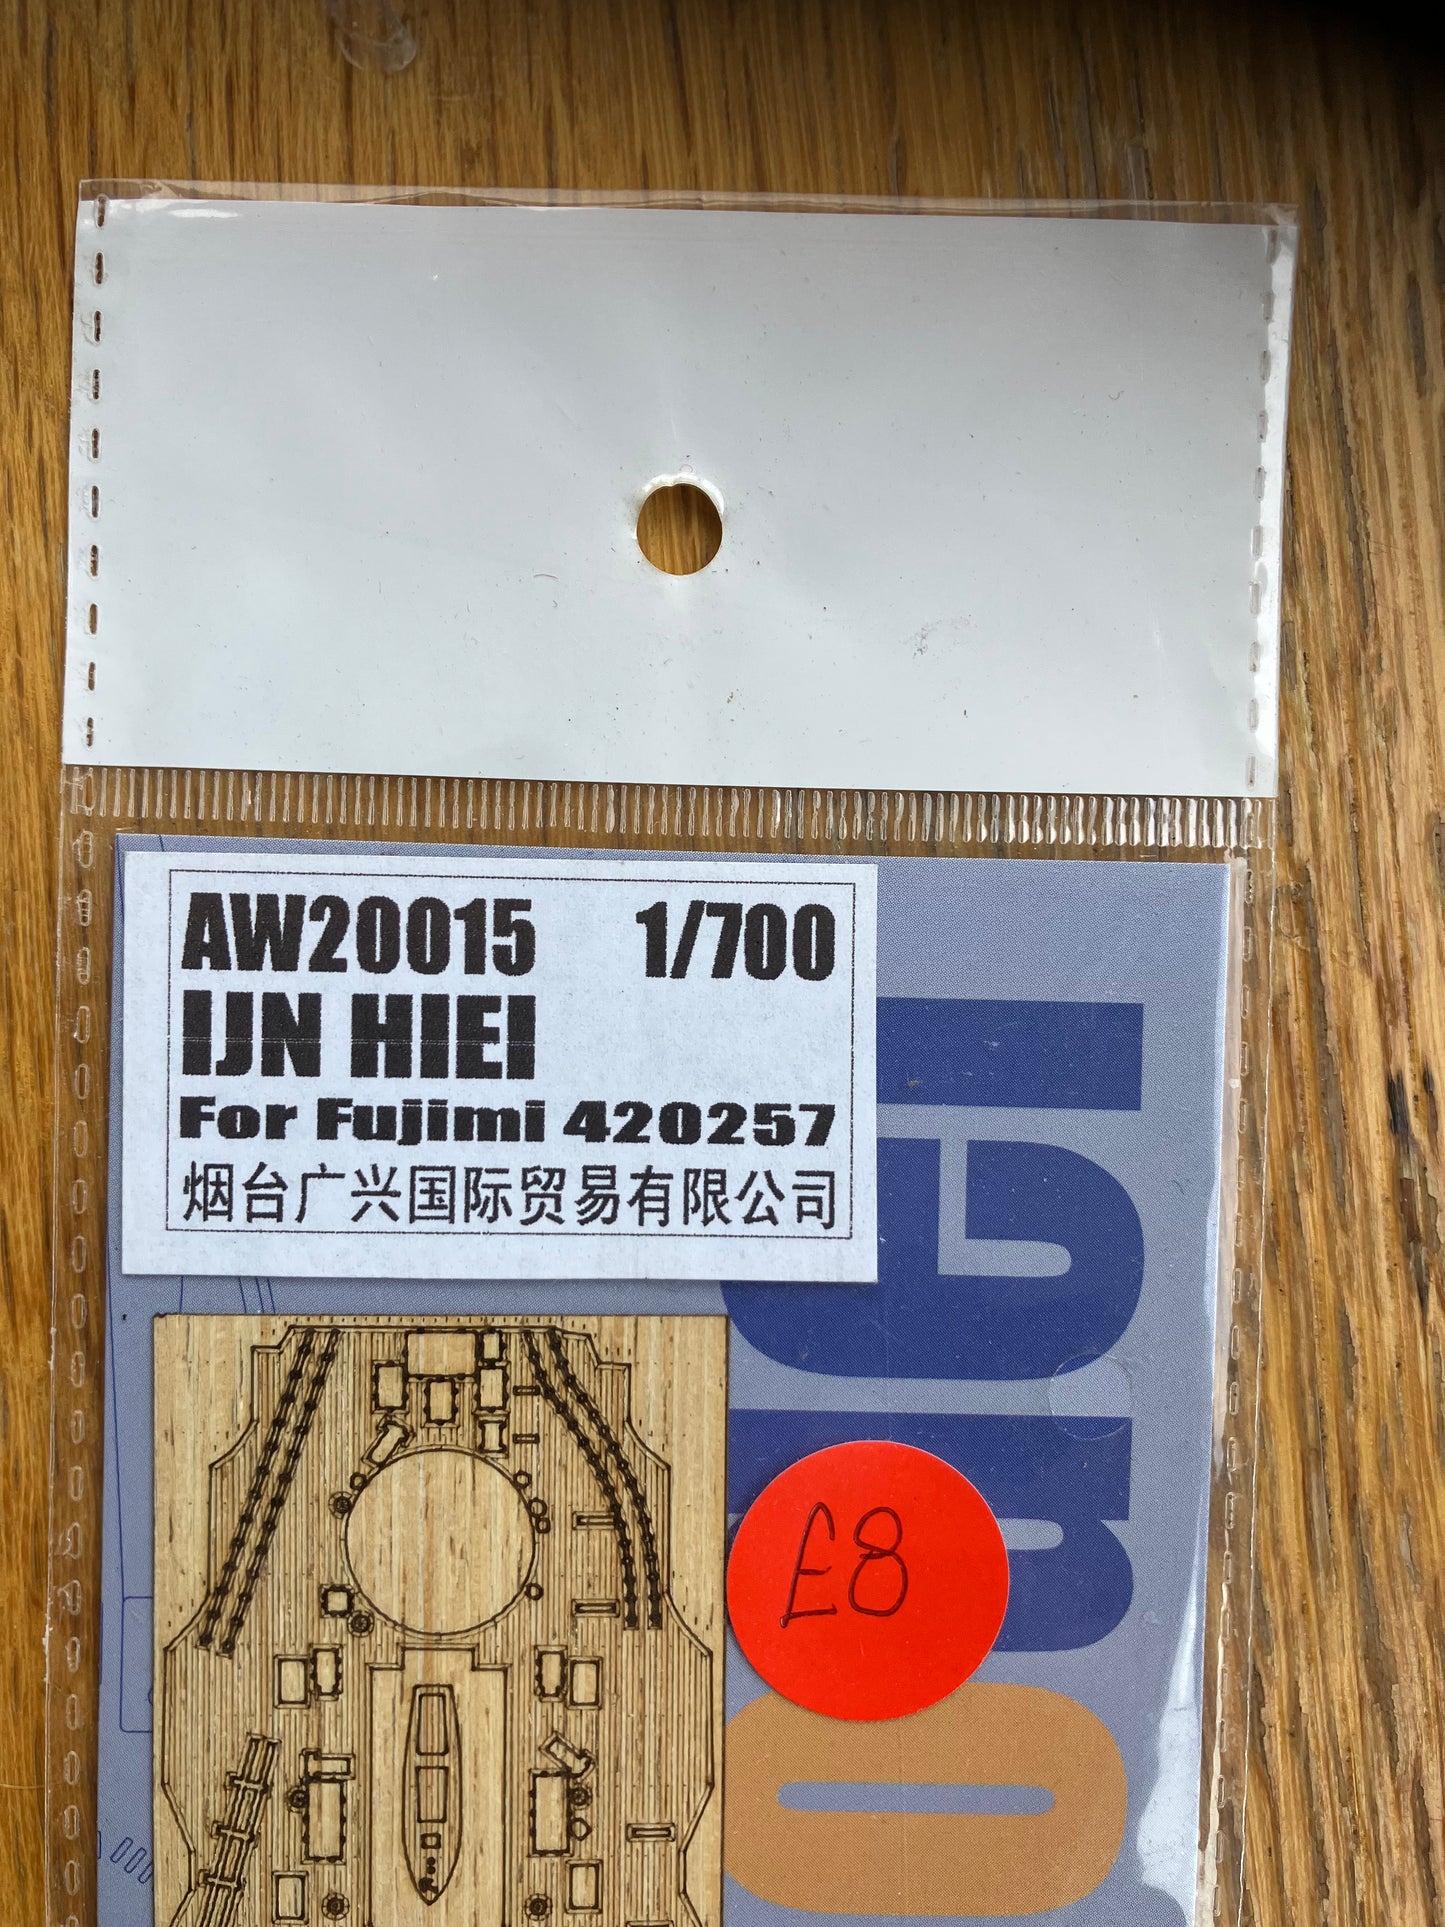 AW20015 1/700
IJN HIEI
For Fujimi 420257
烟台广兴国际贸易有限公司
£8